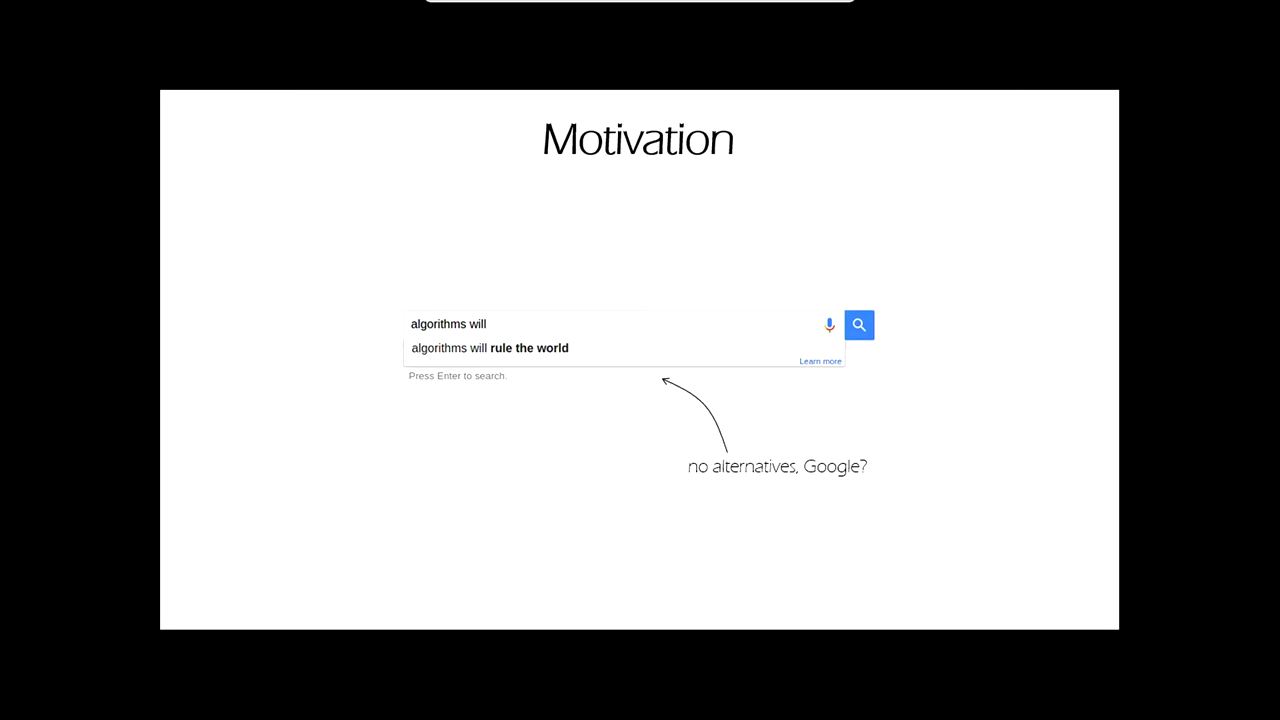 Motivation
algorithms will
algorithms will rule the world
Learn more
Press Enter to search.
no alternatives, Google?